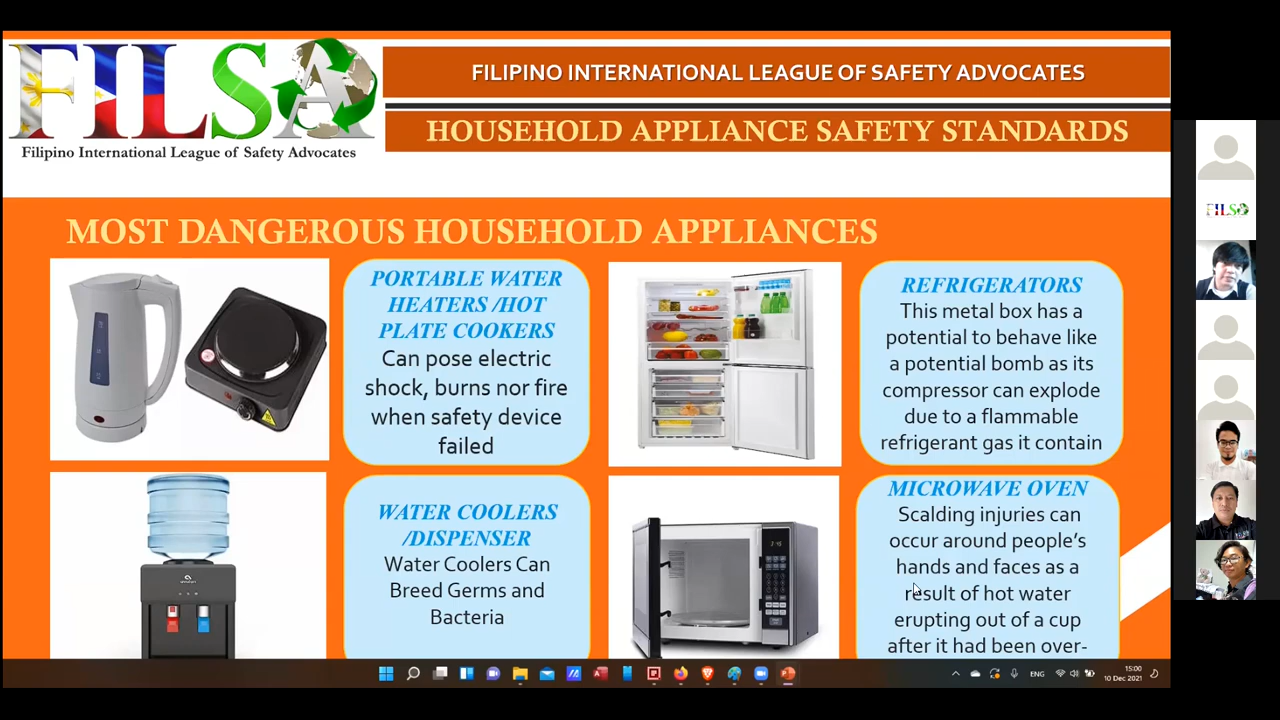 FILSA
Filipino International League of Safety Advocates
FILIPINO INTERNATIONAL LEAGUE OF SAFETY ADVOCATES
HOUSEHOLD APPLIANCE SAFETY STANDARDS
MOST DANGEROUS HOUSEHOLD APPLIANCES
PORTABLE WATER
HEATERS /HOT
PLATE COOKERS
Can pose electric
shock, burns nor fire
when safety device
failed
REFRIGERATORS
This metal box has a
potential to behave like
a potential bomb as its
compressor can explode
due to a flammable
refrigerant gas it contain
WATER COOLERS
/DISPENSER
Water Coolers Can
Breed Germs and
Bacteria
MICROWAVE OVEN
Scalding injuries can
occur around people's
hands and faces as a
result of hot water
erupting out of a cup
after it had been over-
FILSA
ENG
15:00
10 Dec 2021